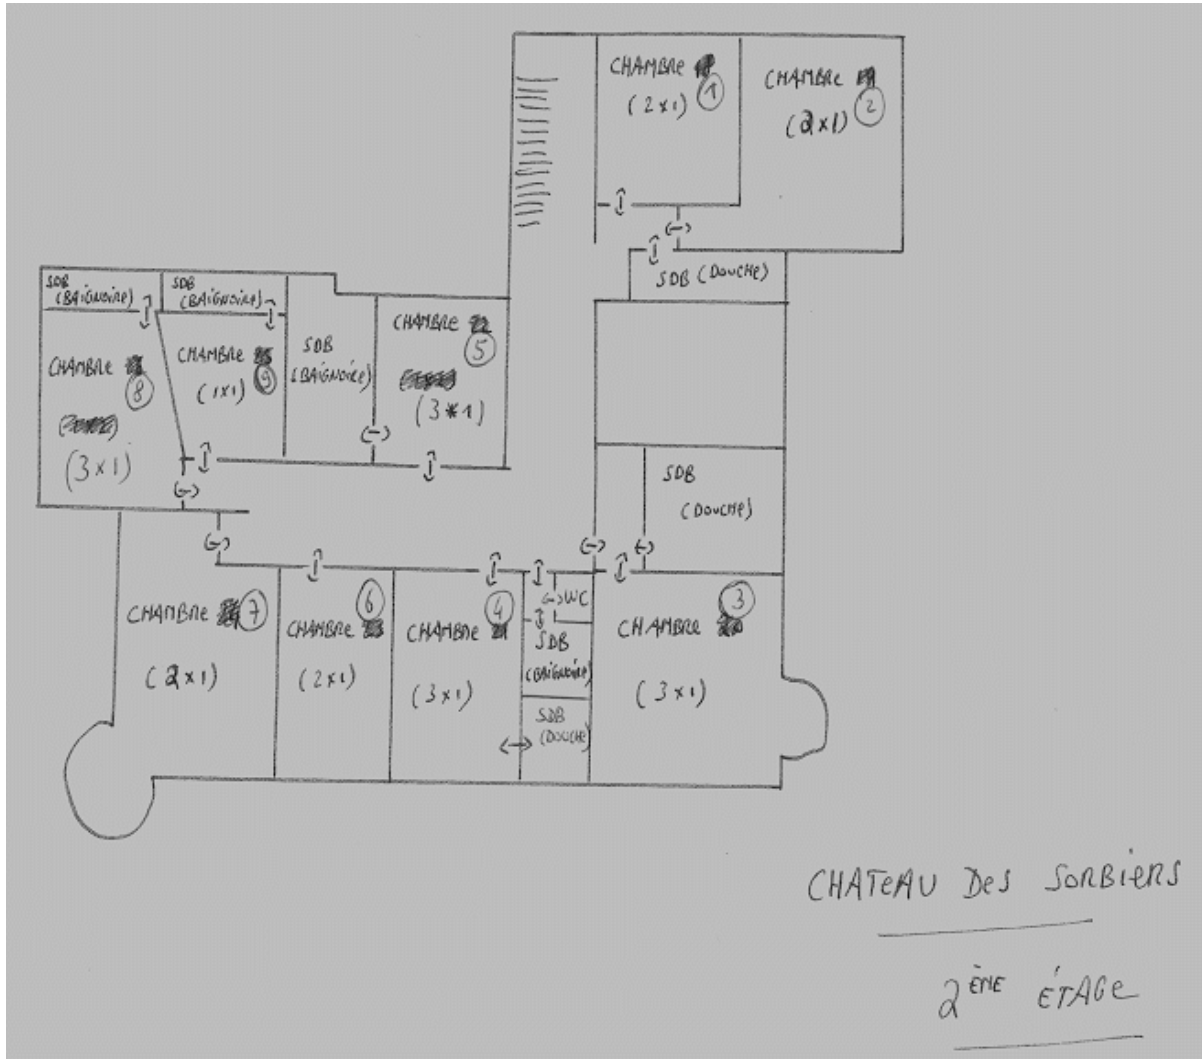 CHAMBRE
1
(2x1)
CHAMBRE
2
(2x1)
SDB (DOUCHE)
SDB
(BAIGNOIRE)
SDB
(BAIGNOIRE)
CHAMBRE
8
(3x1)
CHAMBRE
9
(1x1)
SDB
(BAIGNOIRE)
CHAMBRE
5
(3x1)
SDB
(DOUCHE)
CHAMBRE 7
(2x1)
6
CHAMBRE
(2x1)
4
CHAMBRE
(3x1)
WC
SDB
(BAIGNOIRE)
SDB
(DOUCHE)
3
CHAMBRE
(3x1)
CHATEAU DES SORBIERS
2ÈME ÉTAGE